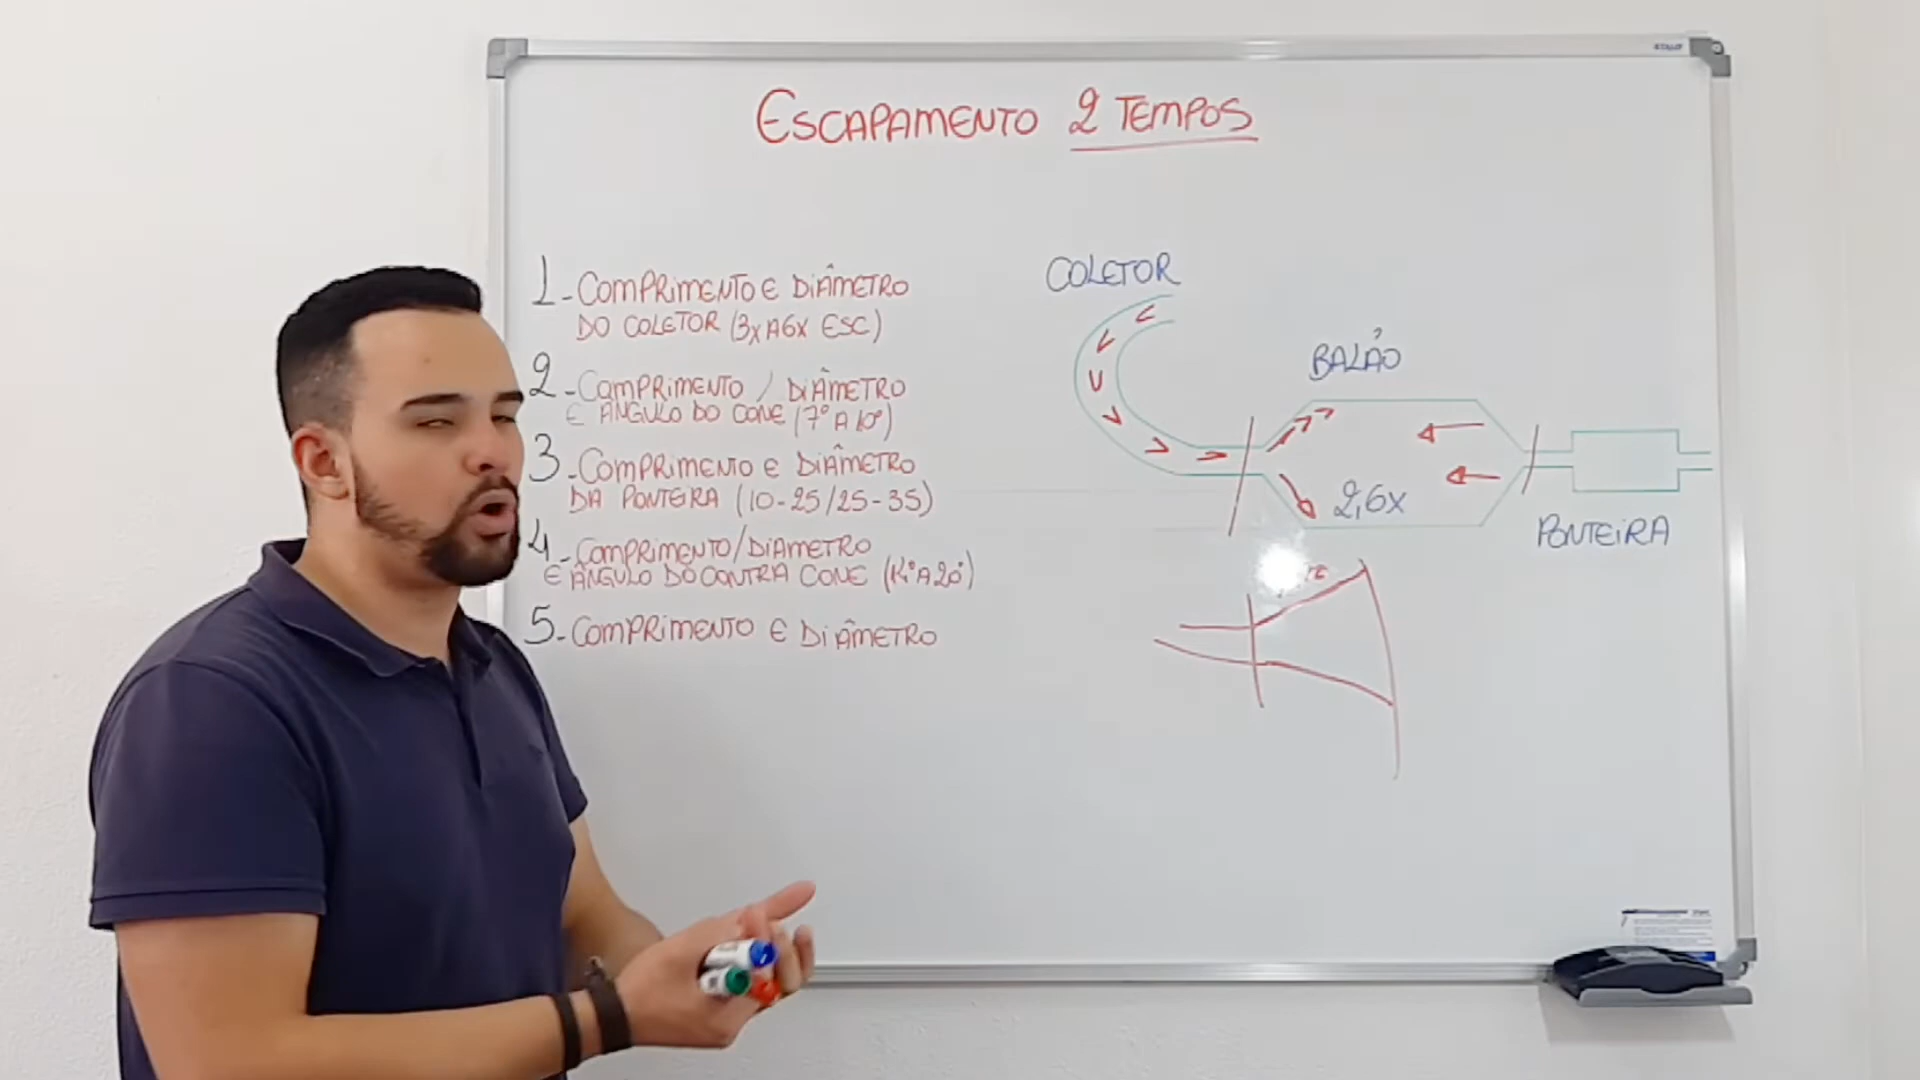 ESCAPAMENTO 2 TEMPOS
1-COMPRIMENTO E DIÂMETRO
DO COLETOR (3X A 6X ESC)
2-COMPRIMENTO / DIÂMETRO
E ÂNGULO DO CONE (7° A 10°)
3-COMPRIMENTO E DIÂMETRO
DA PONTEIRA (10-25/25-35)
4-COMPRIMENTO/DIAMETRO
E ÂNGULO DO CONTRA CONE A 20°)
5-COMPRIMENTO E DIÂMETRO
COLETOR
BALÃO
2,6X
PONTEIRA